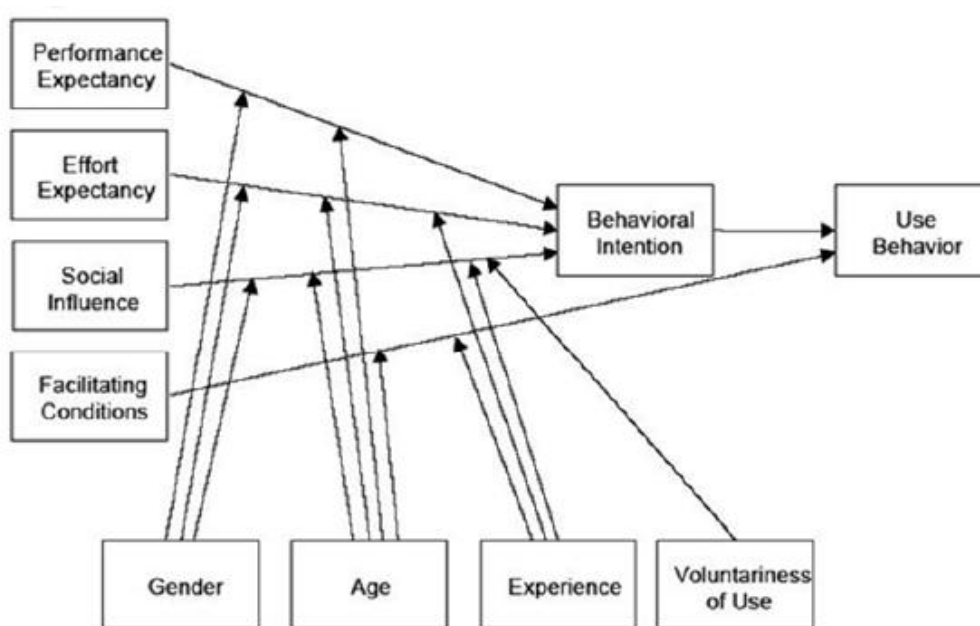 Performance
Expectancy
Effort
Expectancy
Social
Influence
Facilitating
Conditions
Behavioral
Intention
Use
Behavior
Gender
Age
Experience
Voluntariness
of Use